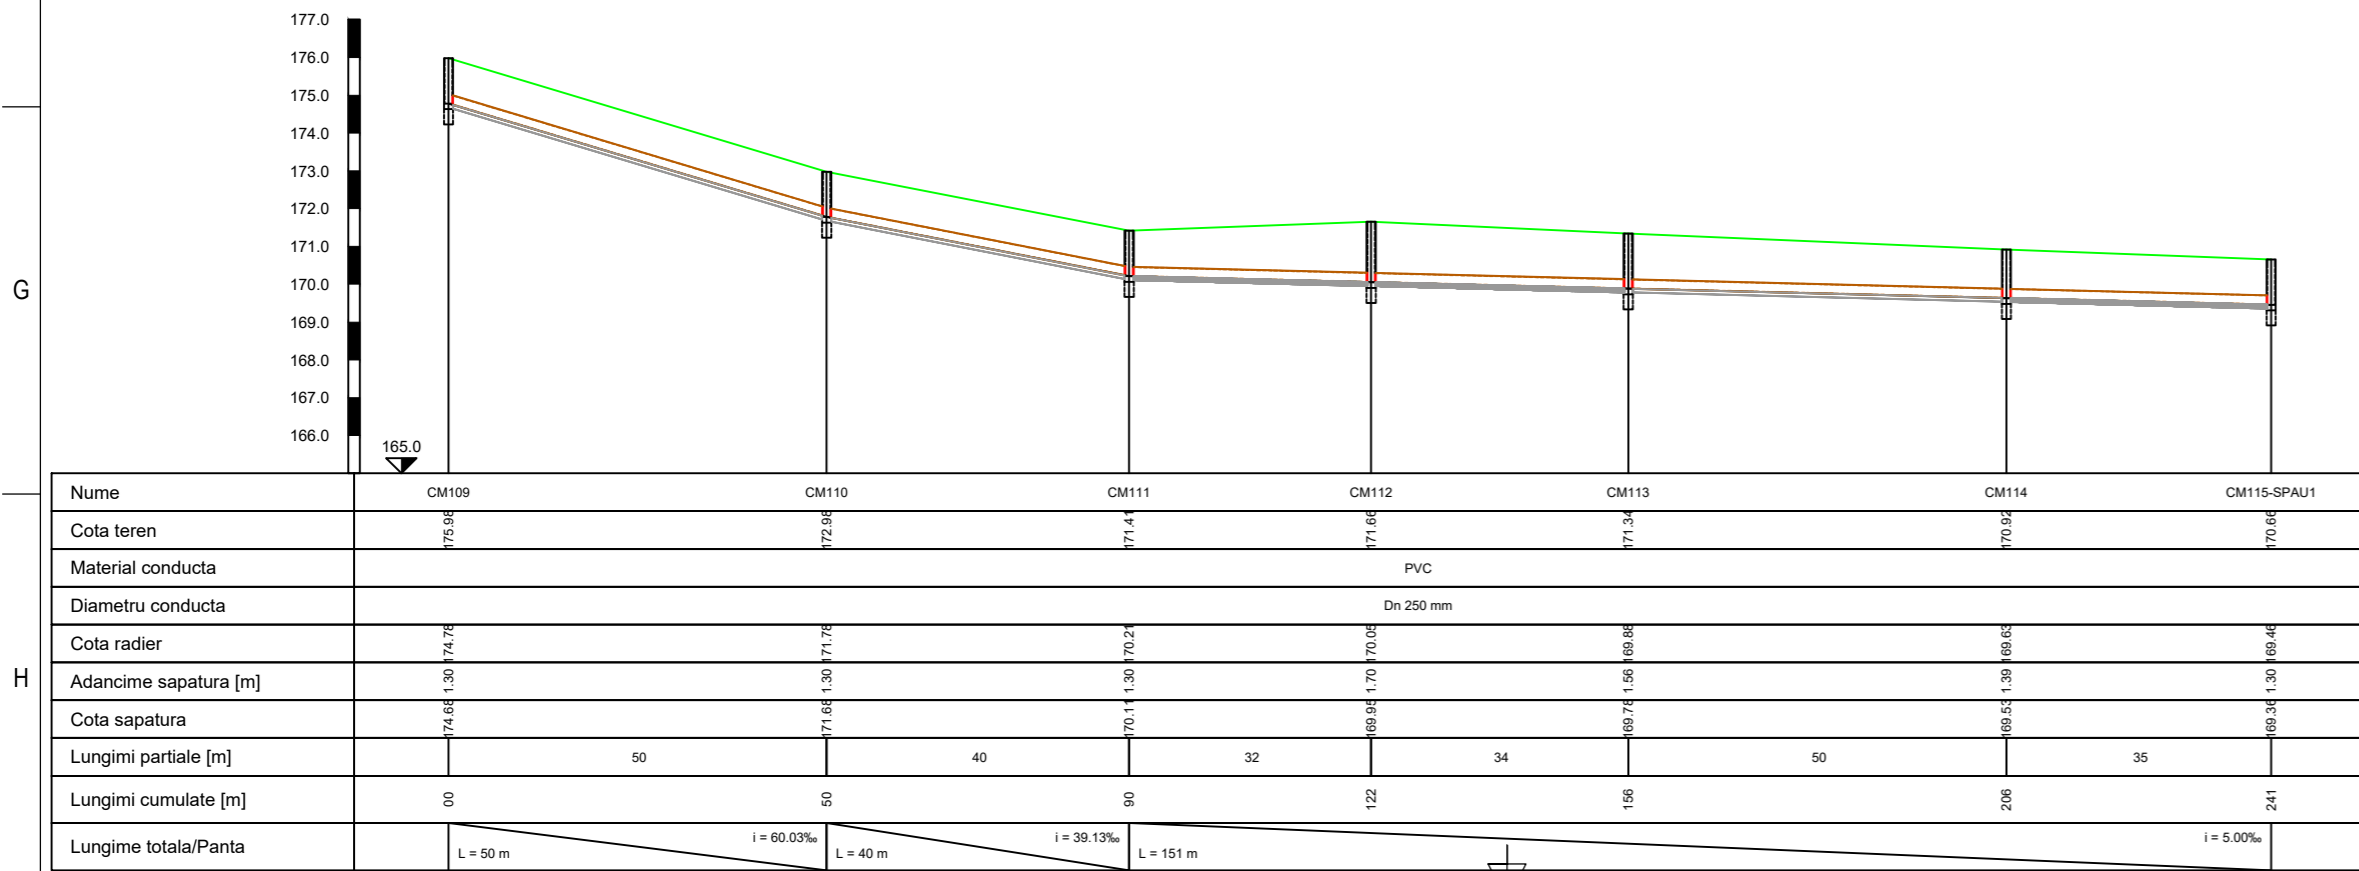 177.0
176.0
175.0
174.0
173.0
172.0
171.0
170.0
169.0
168.0
167.0
166.0
165.0
G
H
Nume CM109 CM110 CM111 CM112 CM113 CM114 CM115-SPAU1
Cota teren 175.98 172.98 171.41 171.66 171.34 170.92 170.66
Material conducta PVC
Diametru conducta Dn 250 mm
Cota radier 174.78 171.78 170.21 170.05 169.88 169.63 169.46
Adancime sapatura [m] 1.30 1.30 1.30 1.70 1.56 1.39 1.30
Cota sapatura 174.68 171.68 170.11 169.95 169.78 169.53 169.36
Lungimi partiale [m] 50 40 32 34 50 35
Lungimi cumulate [m] 00 50 90 122 156 206 241
Lungime totala/Panta L = 50 m i = 60.03‰ L = 40 m i = 39.13‰ L = 151 m i = 5.00‰